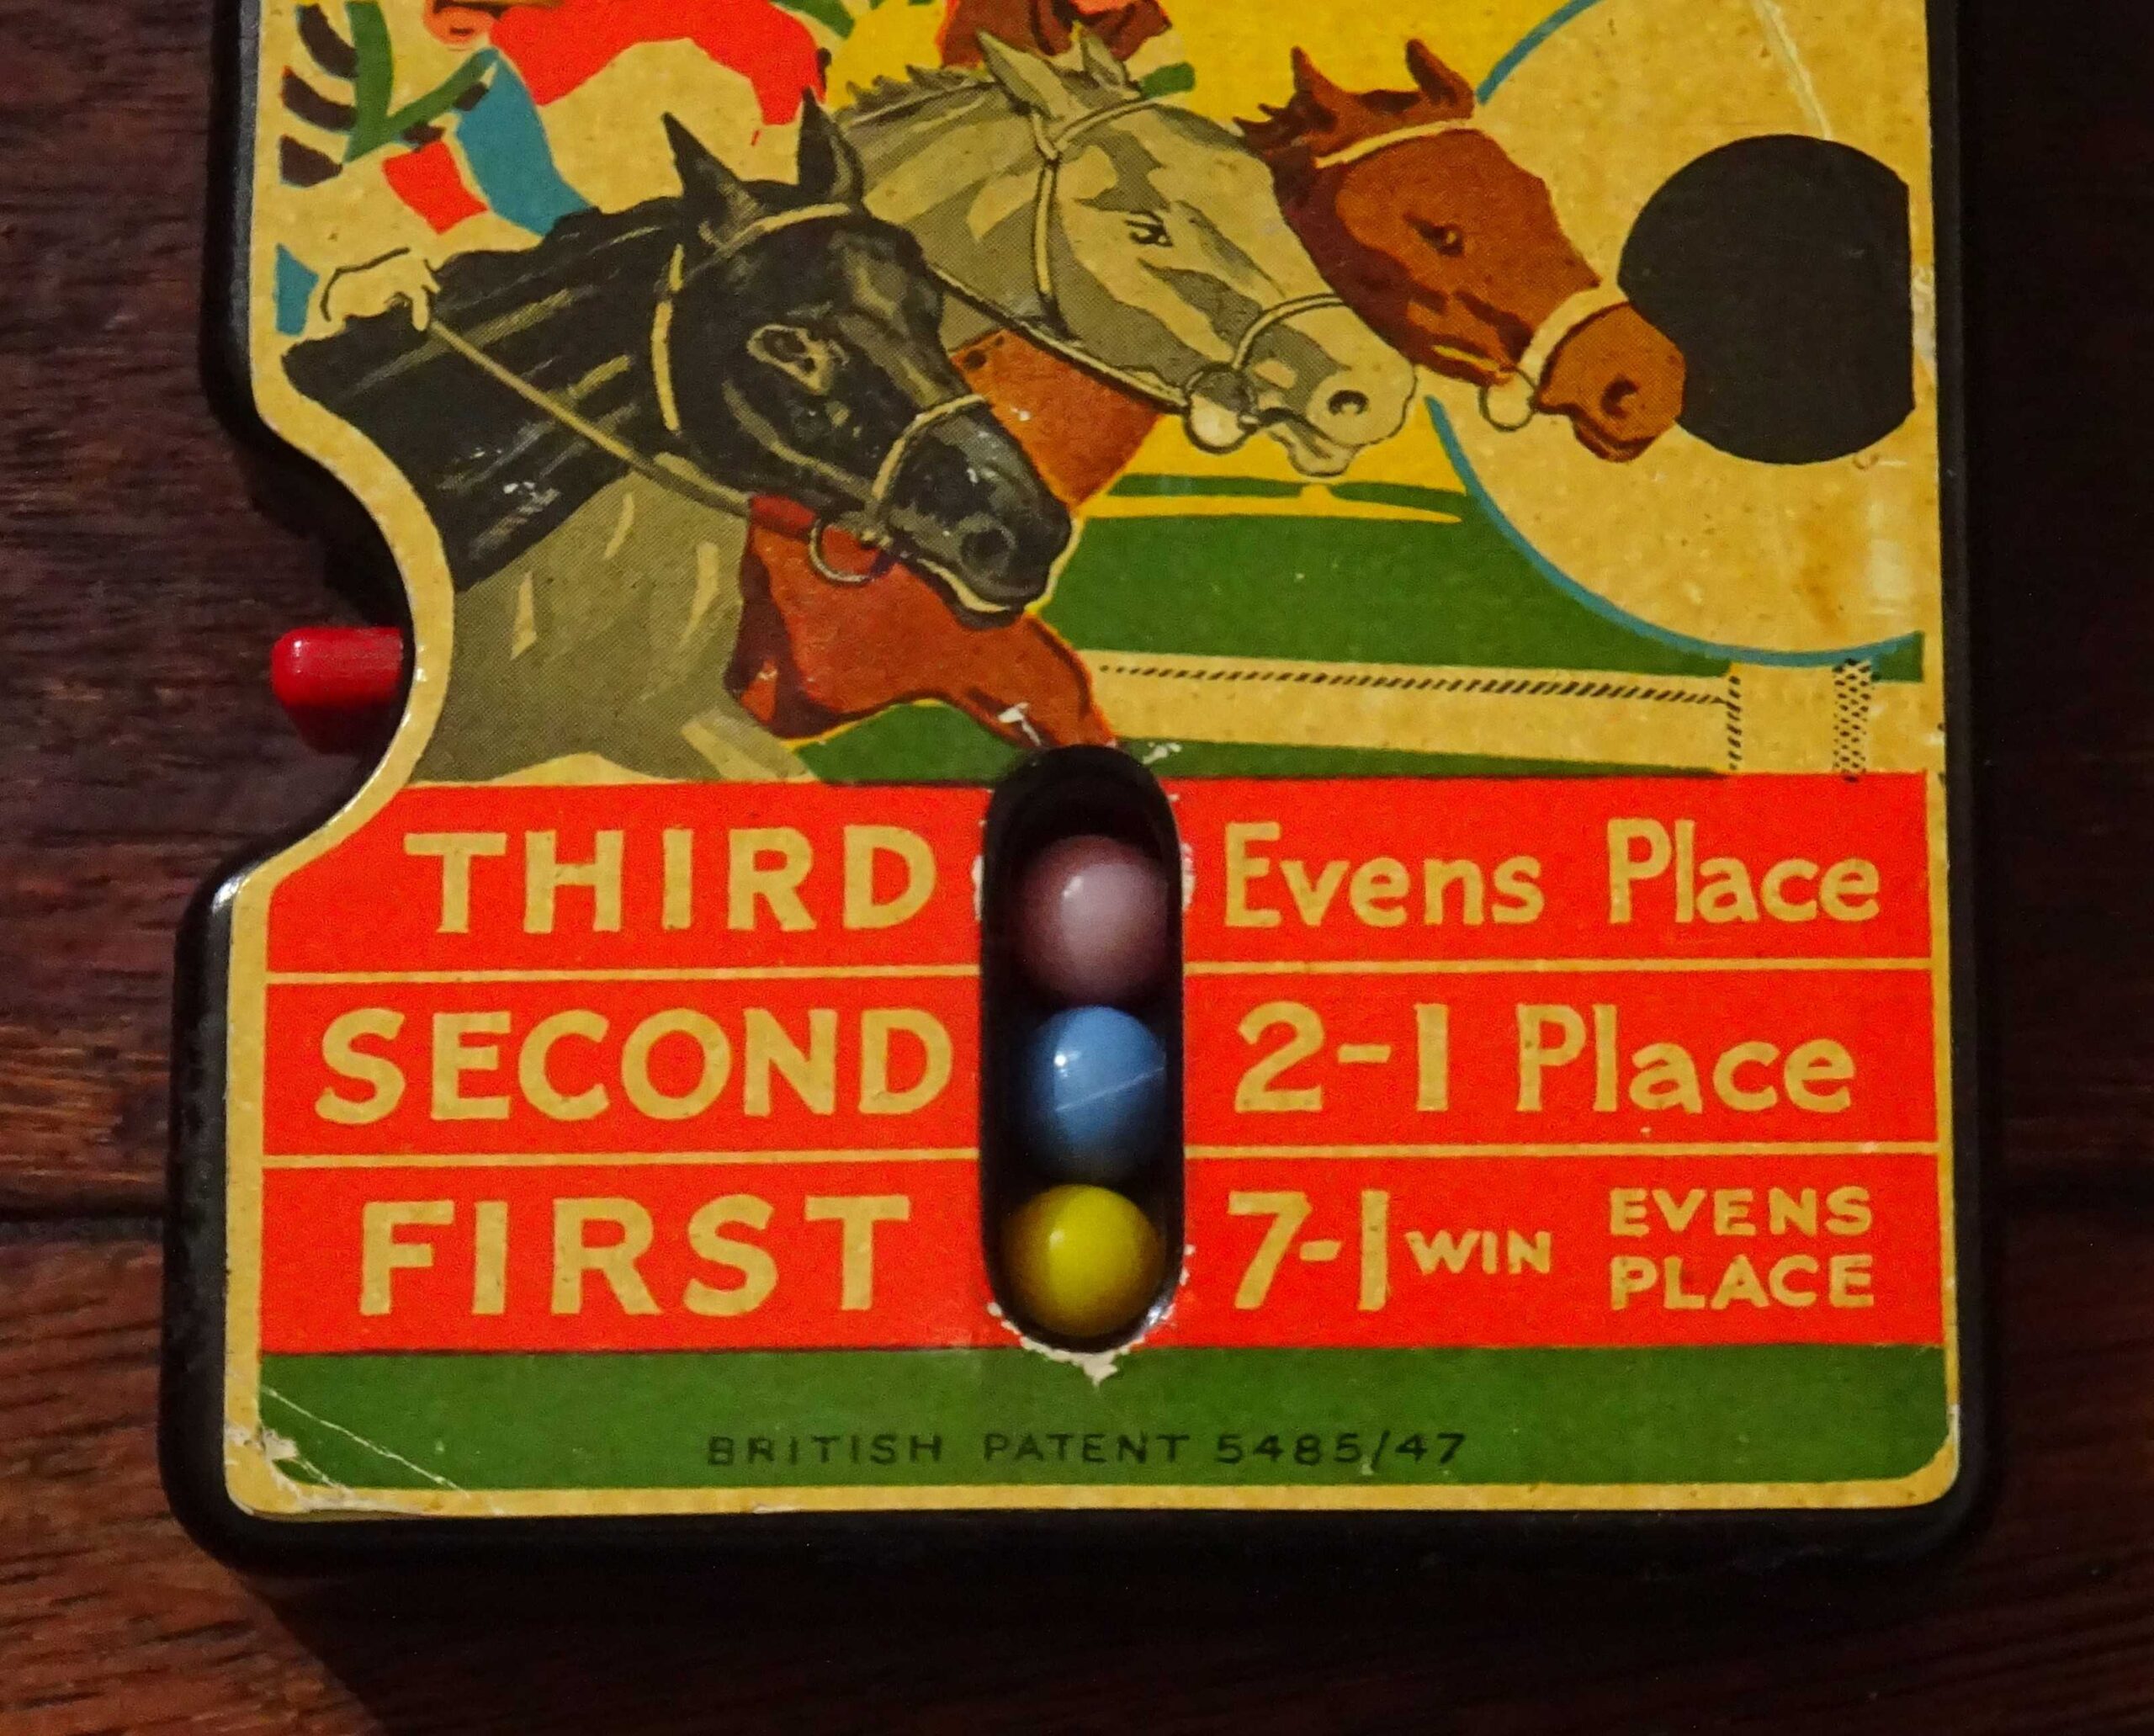 THIRD Evens Place
SECOND 2-1 Place
FIRST 7-1 WIN EVENS PLACE
BRITISH PATENT 5485/47